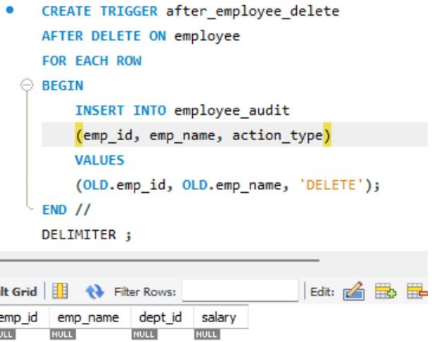 CREATE TRIGGER after_employee_delete
AFTER DELETE ON employee
FOR EACH ROW
BEGIN
INSERT INTO employee_audit
(emp_id, emp_name, action_type)
VALUES
(OLD.emp_id, OLD.emp_name, 'DELETE');
END //
DELIMITER ;
lt Grid Filter Rows: Edit:
emp_id emp_name dept_id salary
NULL NULL NULL NULL